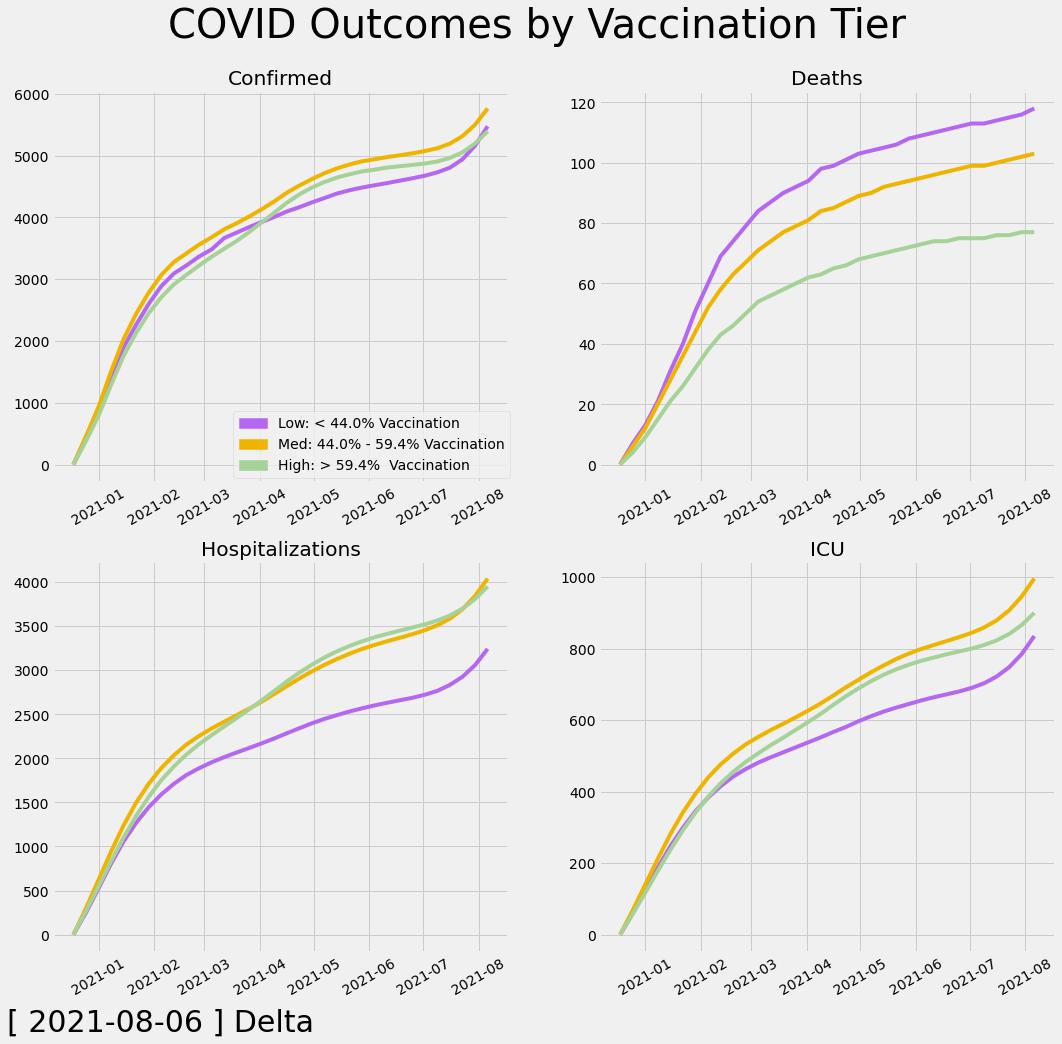 COVID Outcomes by Vaccination Tier
Confirmed
6000
5000
4000
3000
2000
1000
0
2021-01 2021-02 2021-03 2021-04 2021-05 2021-06 2021-07 2021-08
Low: < 44.0% Vaccination
Med: 44.0% - 59.4% Vaccination
High: > 59.4%  Vaccination
Deaths
120
100
80
60
40
20
0
2021-01 2021-02 2021-03 2021-04 2021-05 2021-06 2021-07 2021-08
Hospitalizations
4000
3500
3000
2500
2000
1500
1000
500
0
2021-01 2021-02 2021-03 2021-04 2021-05 2021-06 2021-07 2021-08
ICU
1000
800
600
400
200
0
2021-01 2021-02 2021-03 2021-04 2021-05 2021-06 2021-07 2021-08
[ 2021-08-06 ] Delta